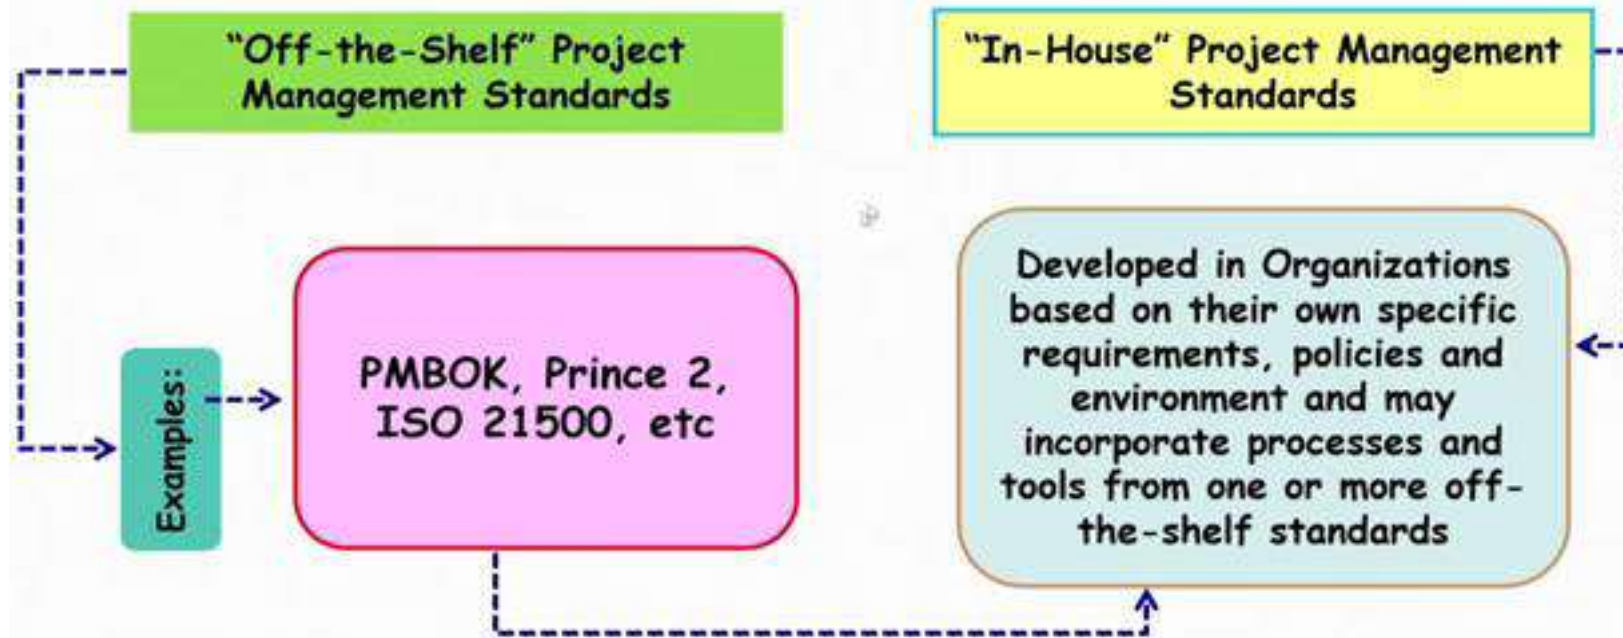 “Off-the-Shelf” Project
Management Standards
“In-House” Project Management
Standards
Examples:
PMBOK, Prince 2,
ISO 21500, etc
Developed in Organizations
based on their own specific
requirements, policies and
environment and may
incorporate processes and
tools from one or more off-
the-shelf standards